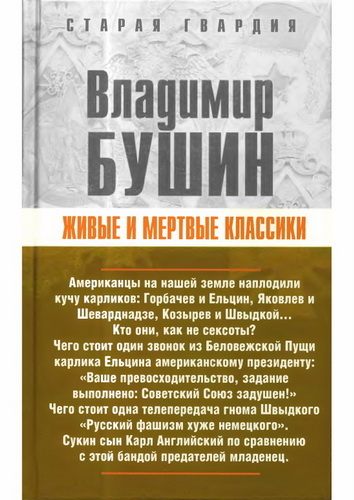 СТАРАЯ ГВАРДИЯ
Владимир
БУШИН
ЖИВЫЕ И МЕРТВЫЕ КЛАССИКИ
Американцы на нашей земле наплодили
кучу карликов: Горбачев и Ельцин, Яковлев и
Шеварднадзе, Козырев и Швыдкой...
Кто они, как не сексоты?
Чего стоит один звонок из Беловежской Пущи
карлика Ельцина американскому президенту:
«Ваше превосходительство, задание
выполнено: Советский Союз задушен!»
Чего стоит одна телепередача гнома Швыдкого
«Русский фашизм хуже немецкого».
Сукин сын Карл Английский по сравнению
с этой бандой предателей младенец.